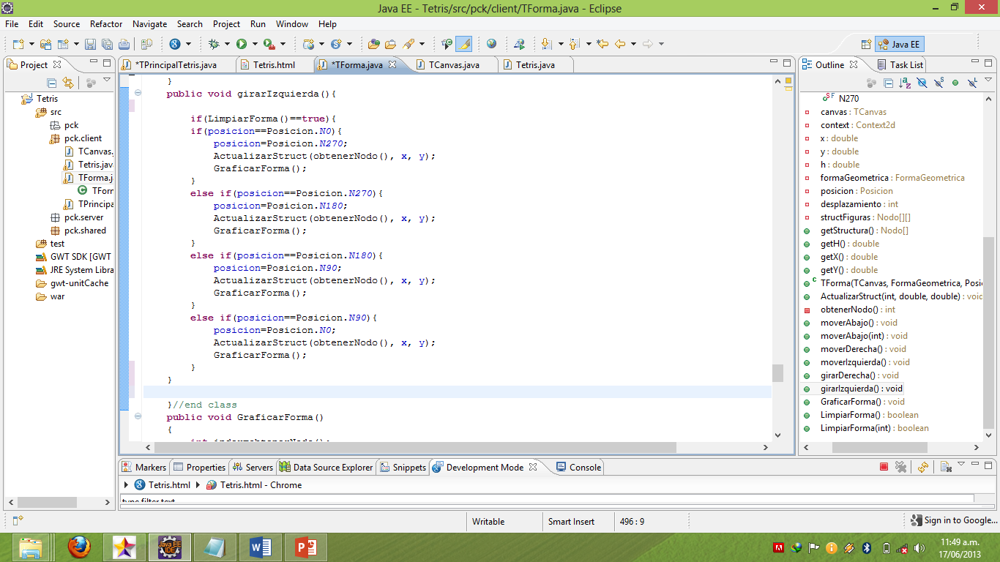 Java EE - Tetris/src/pck/client/TForma.java - Eclipse
File Edit Source Refactor Navigate Search Project Run Window Help
Java EE
Project
Tetris
src
pck
pck.client
TCanvas.
Tetris.java
TForma.j
TForm
TPrincipa
pck.server
pck.shared
test
GWT SDK [GWT
JRE System Libra
gwt-unitCache
war
*TPrincipalTetris.java Tetris.html *TForma.java TCanvas.java Tetris.java
}
public void girarIzquierda(){
if(LimpiarForma()==true){
if(posicion==Posicion.N0){
posicion=Posicion.N270;
ActualizarStruct(obtenerNodo(), x, y);
GraficarForma();
}
else if(posicion==Posicion.N270){
posicion=Posicion.N180;
ActualizarStruct(obtenerNodo(), x, y);
GraficarForma();
}
else if(posicion==Posicion.N180){
posicion=Posicion.N90;
ActualizarStruct(obtenerNodo(), x, y);
GraficarForma();
}
else if(posicion==Posicion.N90){
posicion=Posicion.N0;
ActualizarStruct(obtenerNodo(), x, y);
GraficarForma();
}
}
}//end class
public void GraficarForma()
{
int index=obtenerNodo();
Outline Task List
N270
canvas : TCanvas
context : Context2d
x : double
y : double
h : double
formaGeometrica : FormaGeometrica
posicion : Posicion
desplazamiento : int
structFiguras : Nodo[][]
getStructura() : Nodo[]
getH() : double
getX() : double
getY() : double
TForma(TCanvas, FormaGeometrica, Posi
ActualizarStruct(int, double, double) : voic
obtenerNodo() : int
moverAbajo() : void
moverAbajo(int) : void
moverDerecha() : void
moverIzquierda() : void
girarDerecha() : void
girarIzquierda() : void
GraficarForma() : void
LimpiarForma() : boolean
LimpiarForma(int) : boolean
Markers Properties Servers Data Source Explorer Snippets Development Mode Console
Tetris.html Tetris.html - Chrome
type filter text
Writable Smart Insert 496 : 9 Sign in to Google...
11:49 a.m.
17/06/2013